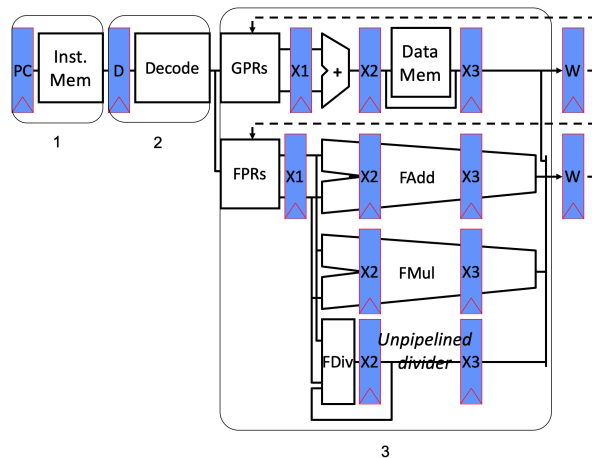 PC
Inst.
Mem
D
Decode
GPRs
X1
+
X2
Data
Mem
X3
W
1
2
FPRs
X1
X2
FAdd
X3
W
X2
FMul
X3
FDiv
X2
Unpipelined
divider
X3
3